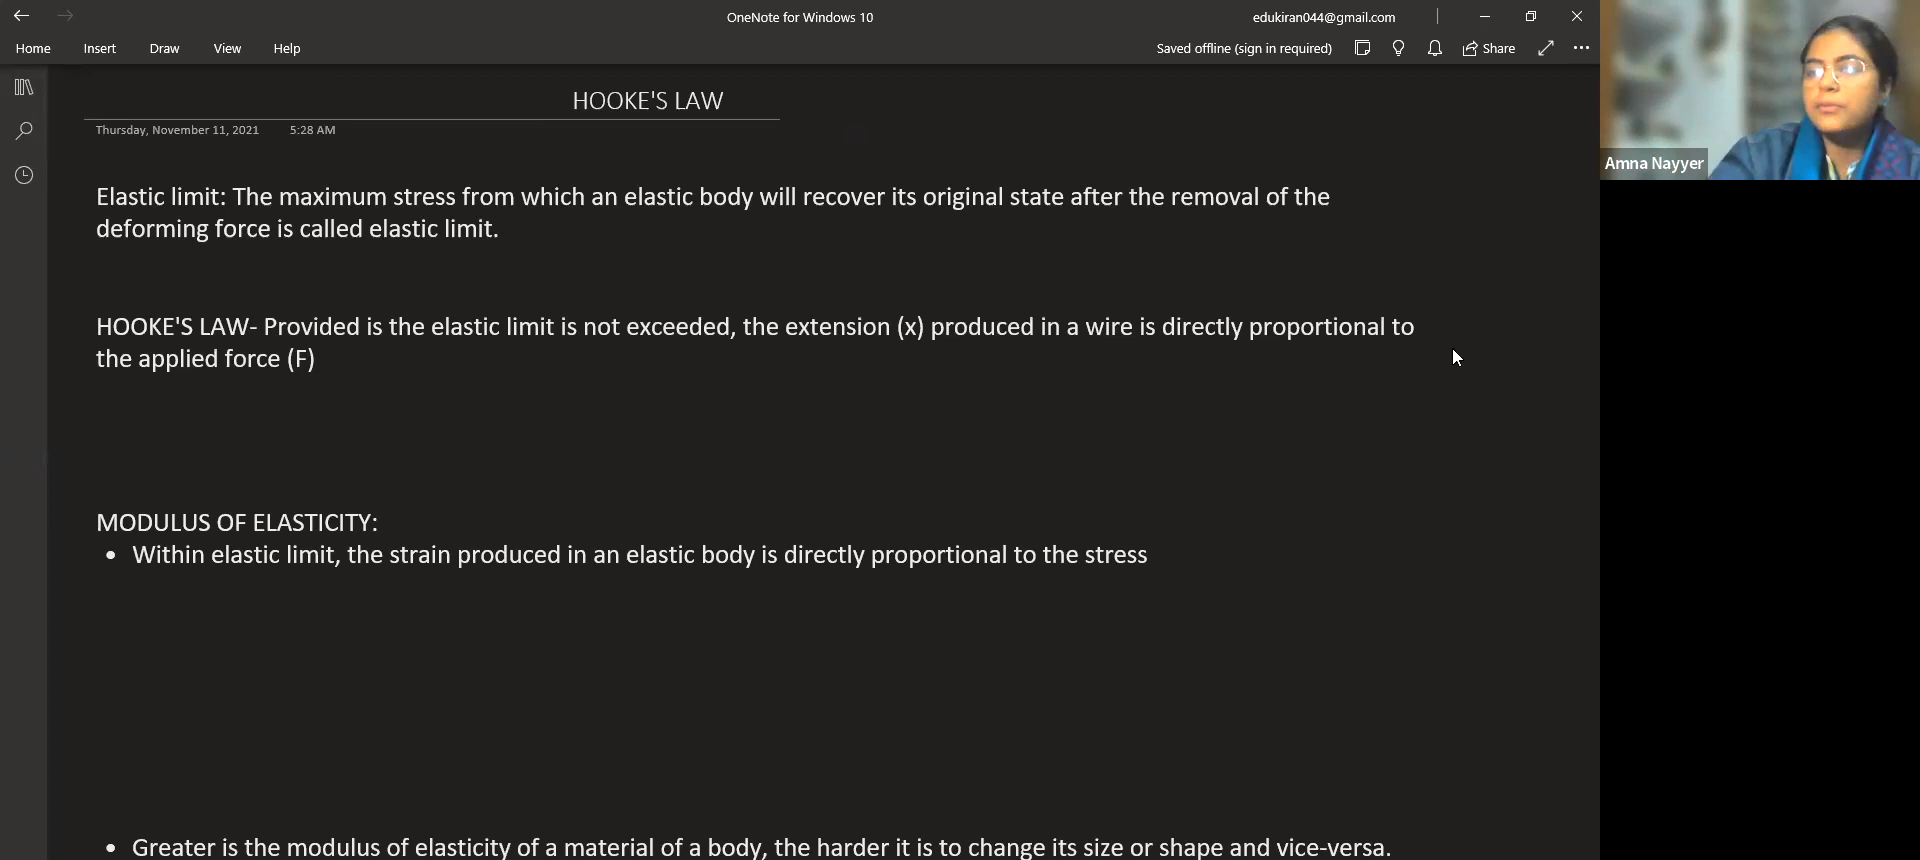 OneNote for Windows 10
edukiran044@gmail.com
Home Insert Draw View Help
Saved offline (sign in required) Share
HOOKE'S LAW
Thursday, November 11, 2021 5:28 AM
Elastic limit: The maximum stress from which an elastic body will recover its original state after the removal of the
deforming force is called elastic limit.
HOOKE'S LAW- Provided is the elastic limit is not exceeded, the extension (x) produced in a wire is directly proportional to
the applied force (F)
MODULUS OF ELASTICITY:
• Within elastic limit, the strain produced in an elastic body is directly proportional to the stress
• Greater is the modulus of elasticity of a material of a body, the harder it is to change its size or shape and vice-versa.
Amna Nayyer